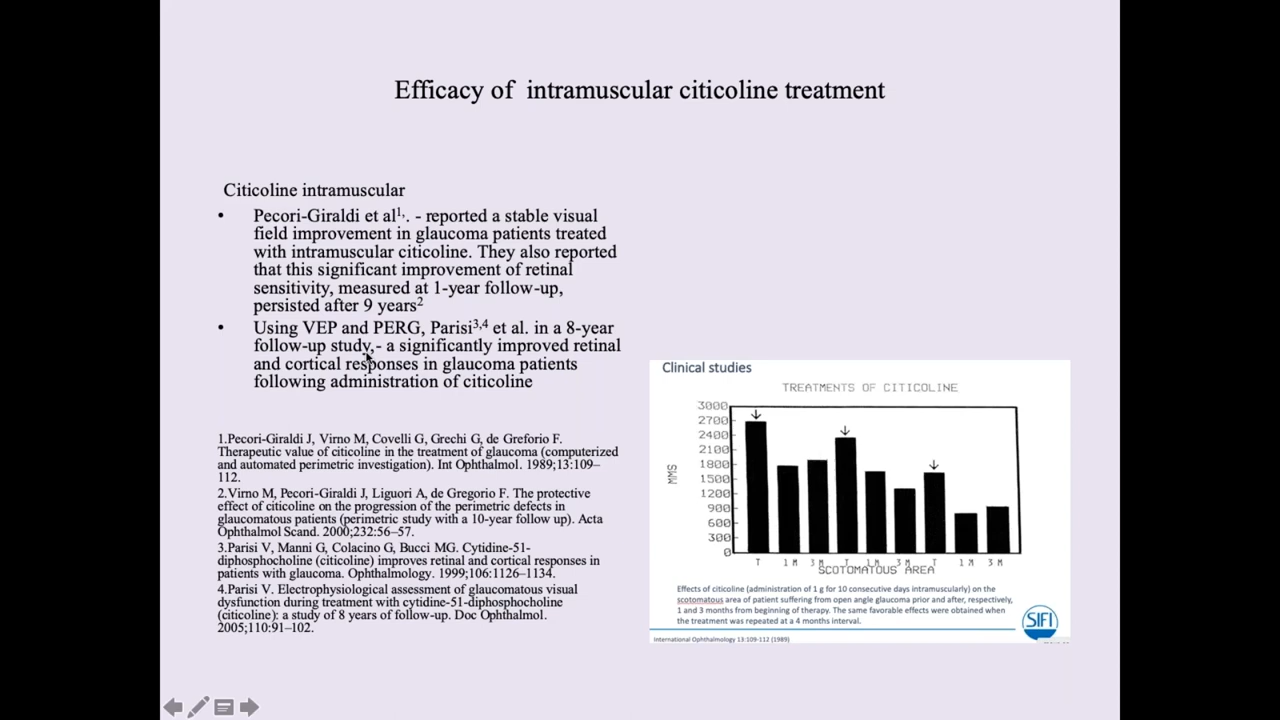 Efficacy of intramuscular citicoline treatment
Citicoline intramuscular
• Pecori-Giraldi et al1,. - reported a stable visual
field improvement in glaucoma patients treated
with intramuscular citicoline. They also reported
that this significant improvement of retinal
sensitivity, measured at 1-year follow-up,
persisted after 9 years2
• Using VEP and PERG, Parisi3,4 et al. in a 8-year
follow-up study,- a significantly improved retinal
and cortical responses in glaucoma patients
following administration of citicoline
1.Pecori-Giraldi J, Virno M, Covelli G, Grechi G, de Greforio F.
Therapeutic value of citicoline in the treatment of glaucoma (computerized
and automated perimetric investigation). Int Ophthalmol. 1989;13:109–
112.
2.Virno M, Pecori-Giraldi J, Liguori A, de Gregorio F. The protective
effect of citicoline on the progression of the perimetric defects in
glaucomatous patients (perimetric study with a 10-year follow up). Acta
Ophthalmol Scand. 2000;232:56–57.
3.Parisi V, Manni G, Colacino G, Bucci MG. Cytidine-51-
diphosphocholine (citicoline) improves retinal and cortical responses in
patients with glaucoma. Ophthalmology. 1999;106:1126–1134.
4.Parisi V. Electrophysiological assessment of glaucomatous visual
dysfunction during treatment with cytidine-51-diphosphocholine
(citicoline): a study of 8 years of follow-up. Doc Ophthalmol.
2005;110:91–102.
Clinical studies
TREATMENTS OF CITICOLINE
3000
2700
2400
2100
1800
1500
1200
900
600
300
0
MMS
T 1 M 3 M T 1 M 3 M T 1 M 3 M
SCOTOMATOUS AREA
Effects of citicoline (administration of 1 g for 10 consecutive days intramuscularly) on the
scotomatous area of patient suffering from open angle glaucoma prior and after, respectively,
1 and 3 months from beginning of therapy. The same favorable effects were obtained when
the treatment was repeated at a 4 months interval.
SIFI
International Ophthalmology 13:109-112 (1989)